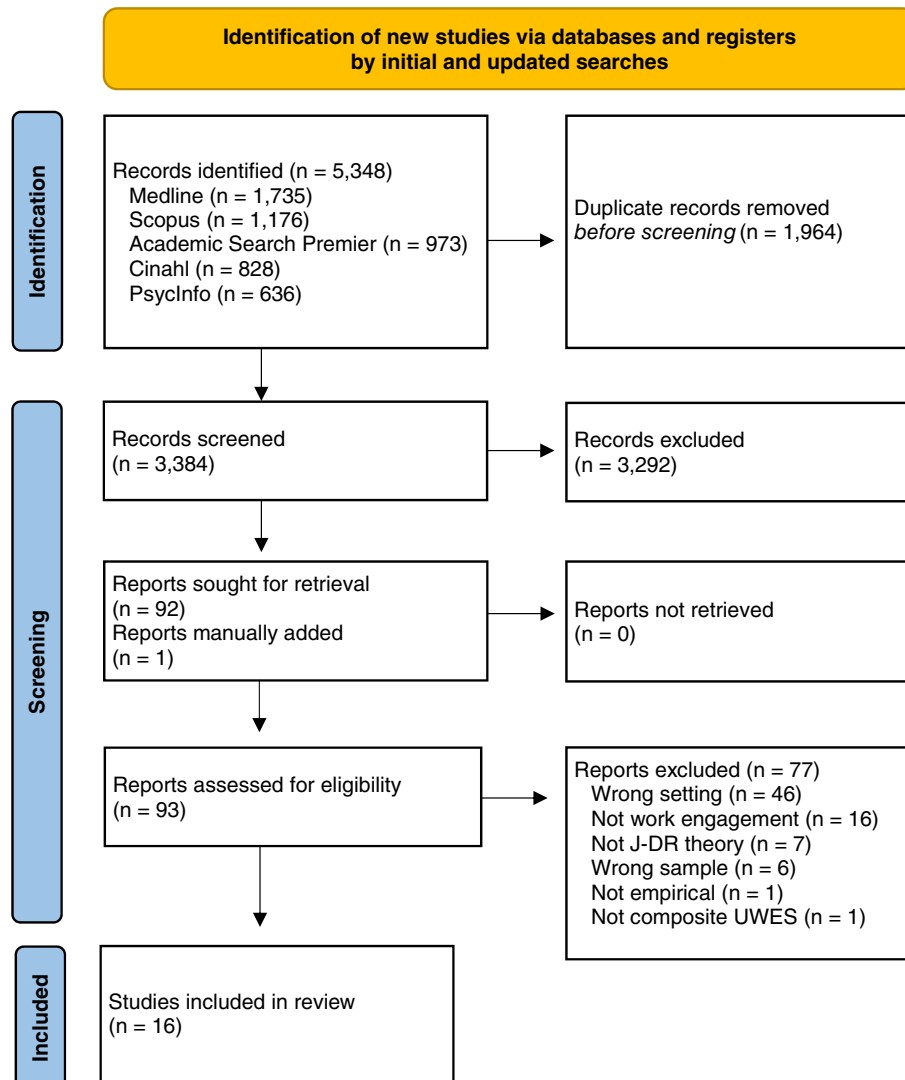 Identification of new studies via databases and registers
by initial and updated searches
Identification
Records identified (n = 5,348)
Medline (n = 1,735)
Scopus (n = 1,176)
Academic Search Premier (n = 973)
Cinahl (n = 828)
PsycInfo (n = 636)
Duplicate records removed
before screening (n = 1,964)
Screening
Records screened
(n = 3,384)
Records excluded
(n = 3,292)
Reports sought for retrieval
(n = 92)
Reports manually added
(n = 1)
Reports not retrieved
(n = 0)
Reports assessed for eligibility
(n = 93)
Reports excluded (n = 77)
Wrong setting (n = 46)
Not work engagement (n = 16)
Not J-DR theory (n = 7)
Wrong sample (n = 6)
Not empirical (n = 1)
Not composite UWES (n = 1)
Included
Studies included in review
(n = 16)